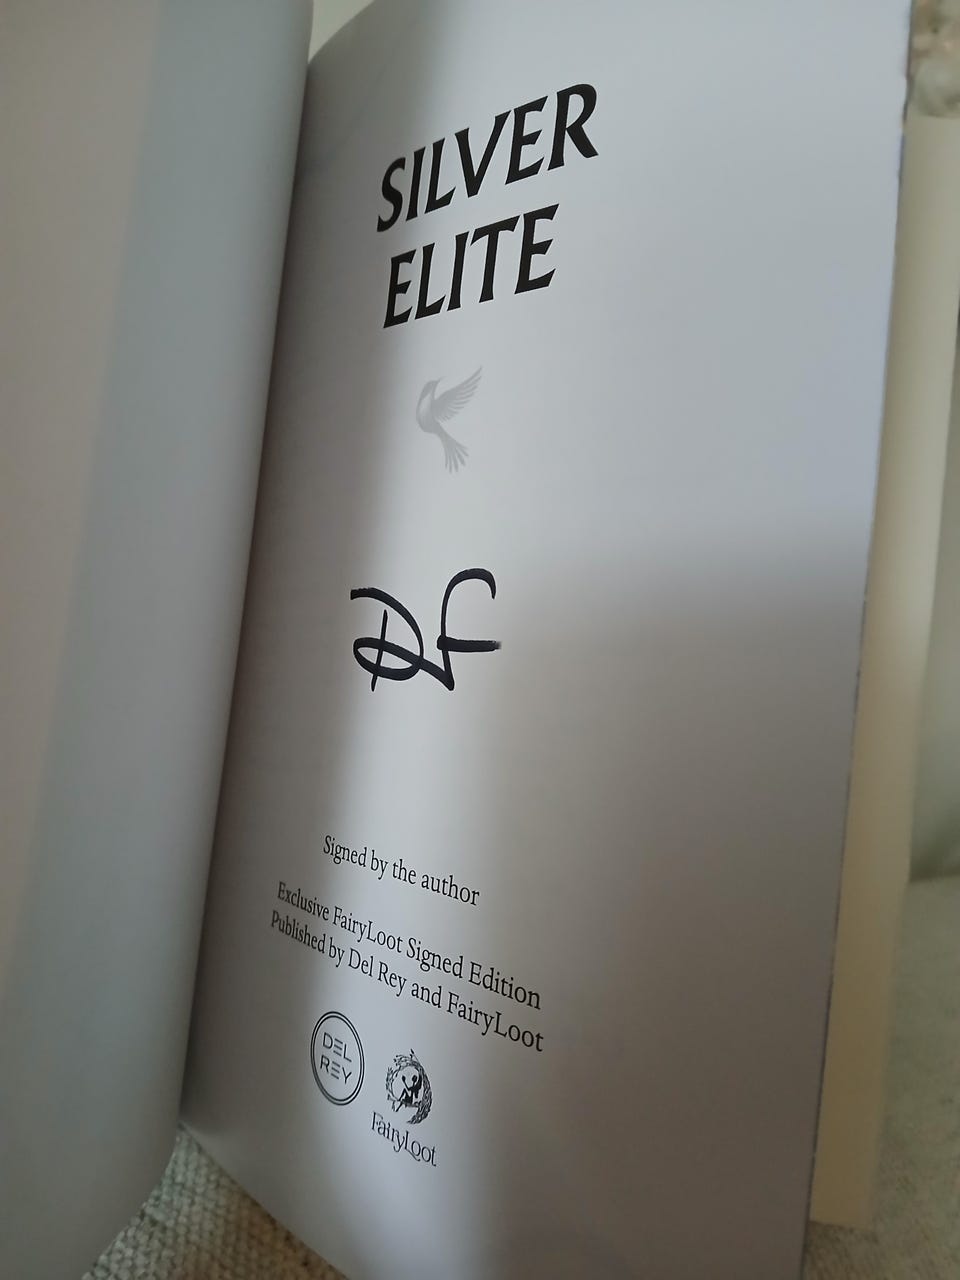 SILVER
ELITE
DF
Signed by the author
Exclusive FairyLoot Signed Edition
Published by Del Rey and FairyLoot
DEL
REY
FairyLoot